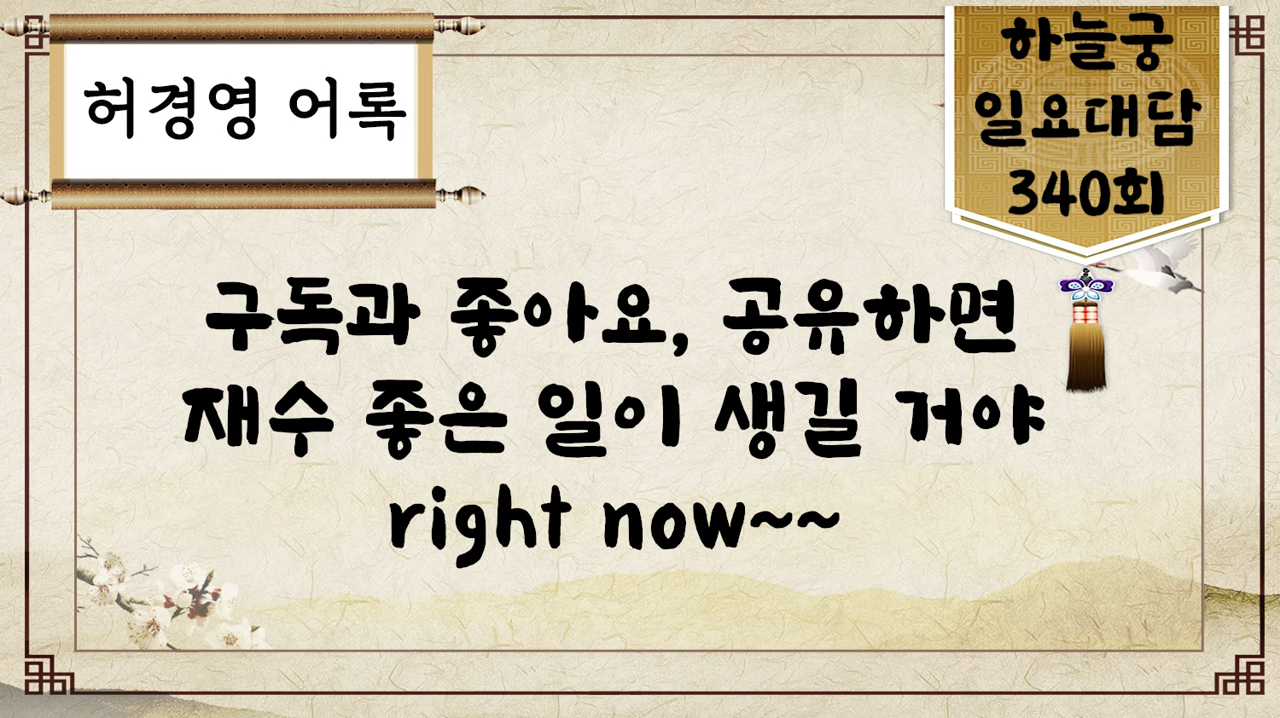 허경영 어록
하늘궁
일요대담
340회
구독과 좋아요, 공유하면
재수 좋은 일이 생길 거야
right now~~